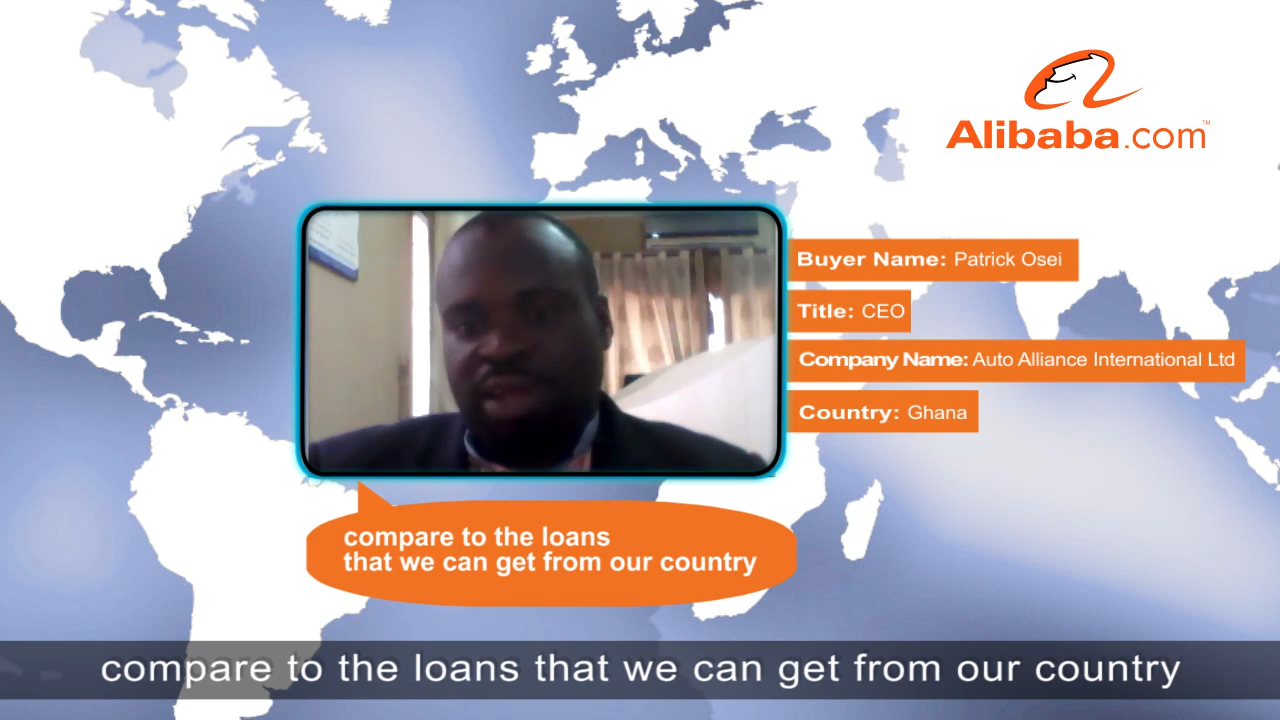 Alibaba.com™
Buyer Name: Patrick Osei
Title: CEO
Company Name: Auto Alliance International Ltd
Country: Ghana
compare to the loans
that we can get from our country
compare to the loans that we can get from our country